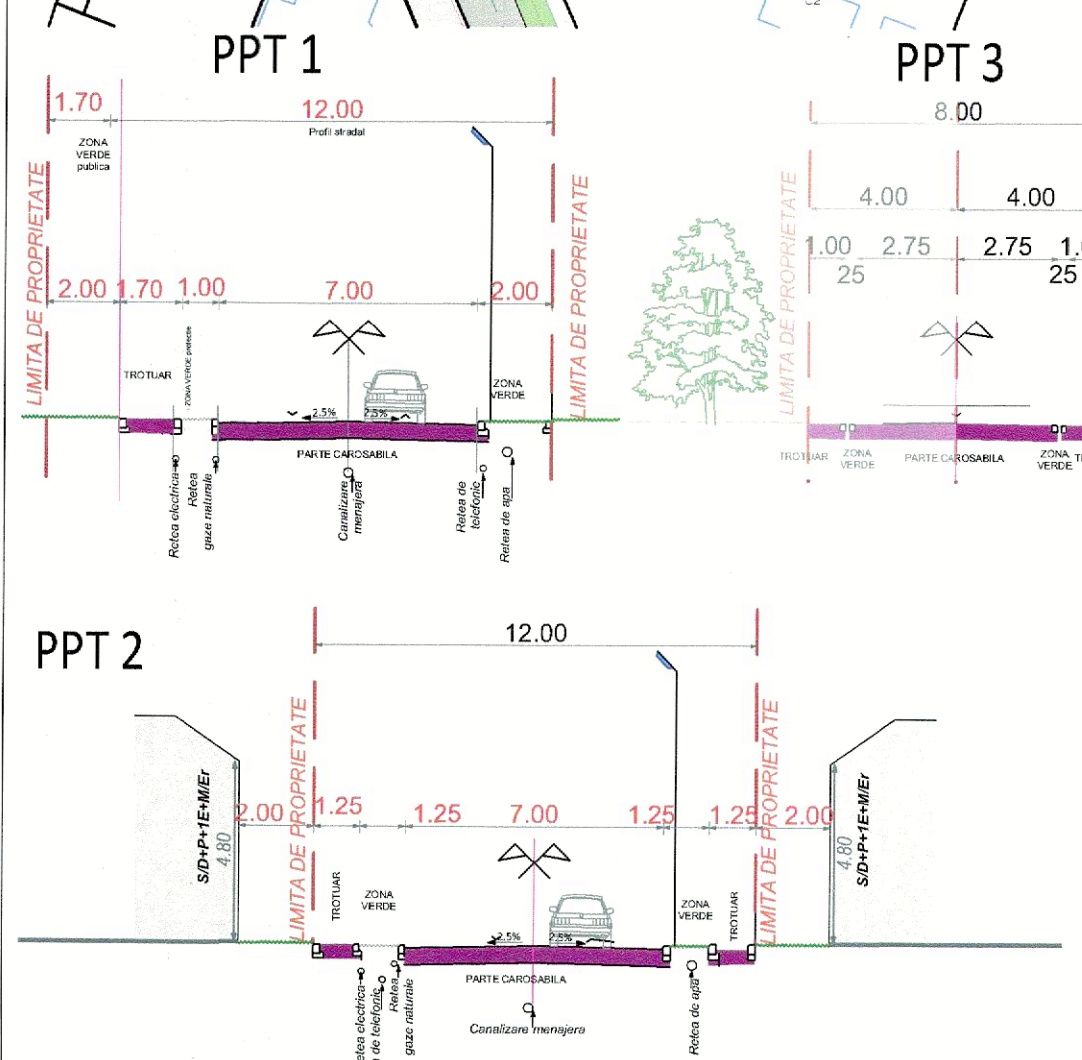 C2
PPT 1
1.70
12.00
Profil stradal
ZONA
VERDE
publica
LIMITA DE PROPRIETATE
LIMITA DE PROPRIETATE
2.00 1.70 1.00 7.00 2.00
TROTUAR
ZONA VERDE protectie
ZONA
VERDE
2.5% 2.5%
PARTE CAROSABILA
Retea electrica
Retea
gaze naturale
Canalizare
menajera
Retea de
telefonie
Retea de apa
PPT 3
8.00
4.00 4.00
1.00 2.75 2.75
25 25
LIMITA DE PROPRIETATE
TROTUAR
ZONA
VERDE
PARTE CAROSABILA
ZONA
VERDE
PPT 2
12.00
LIMITA DE PROPRIETATE
LIMITA DE PROPRIETATE
2.00 1.25 1.25 7.00 1.25 1.25 2.00
S/D+P+1E+M/Er
4.80
4.80
S/D+P+1E+M/Er
TROTUAR
ZONA
VERDE
ZONA
VERDE
TROTUAR
2.5% 2.5%
PARTE CAROSABILA
etea electrica
de telefonic
Retea
gaze naturale
Canalizare menajera
Retea de apa